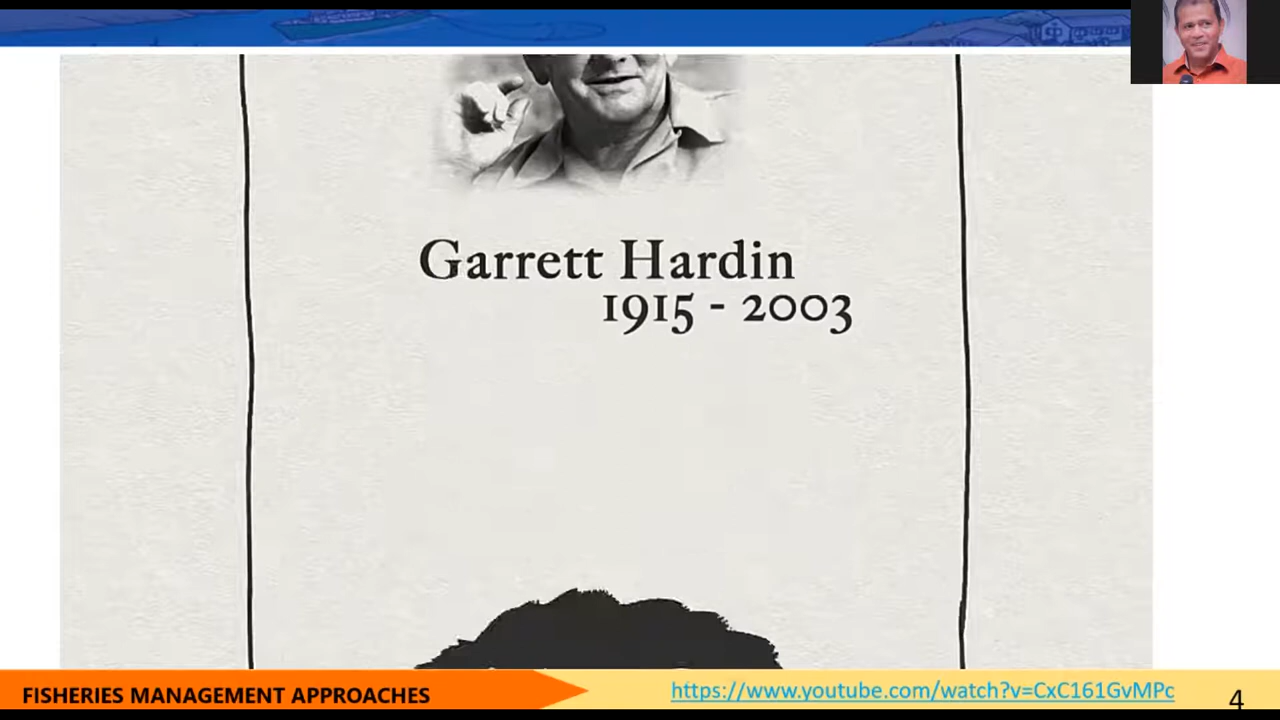 Garrett Hardin
1915 - 2003
FISHERIES MANAGEMENT APPROACHES
https://www.youtube.com/watch?v=CxC161GvMPc
4